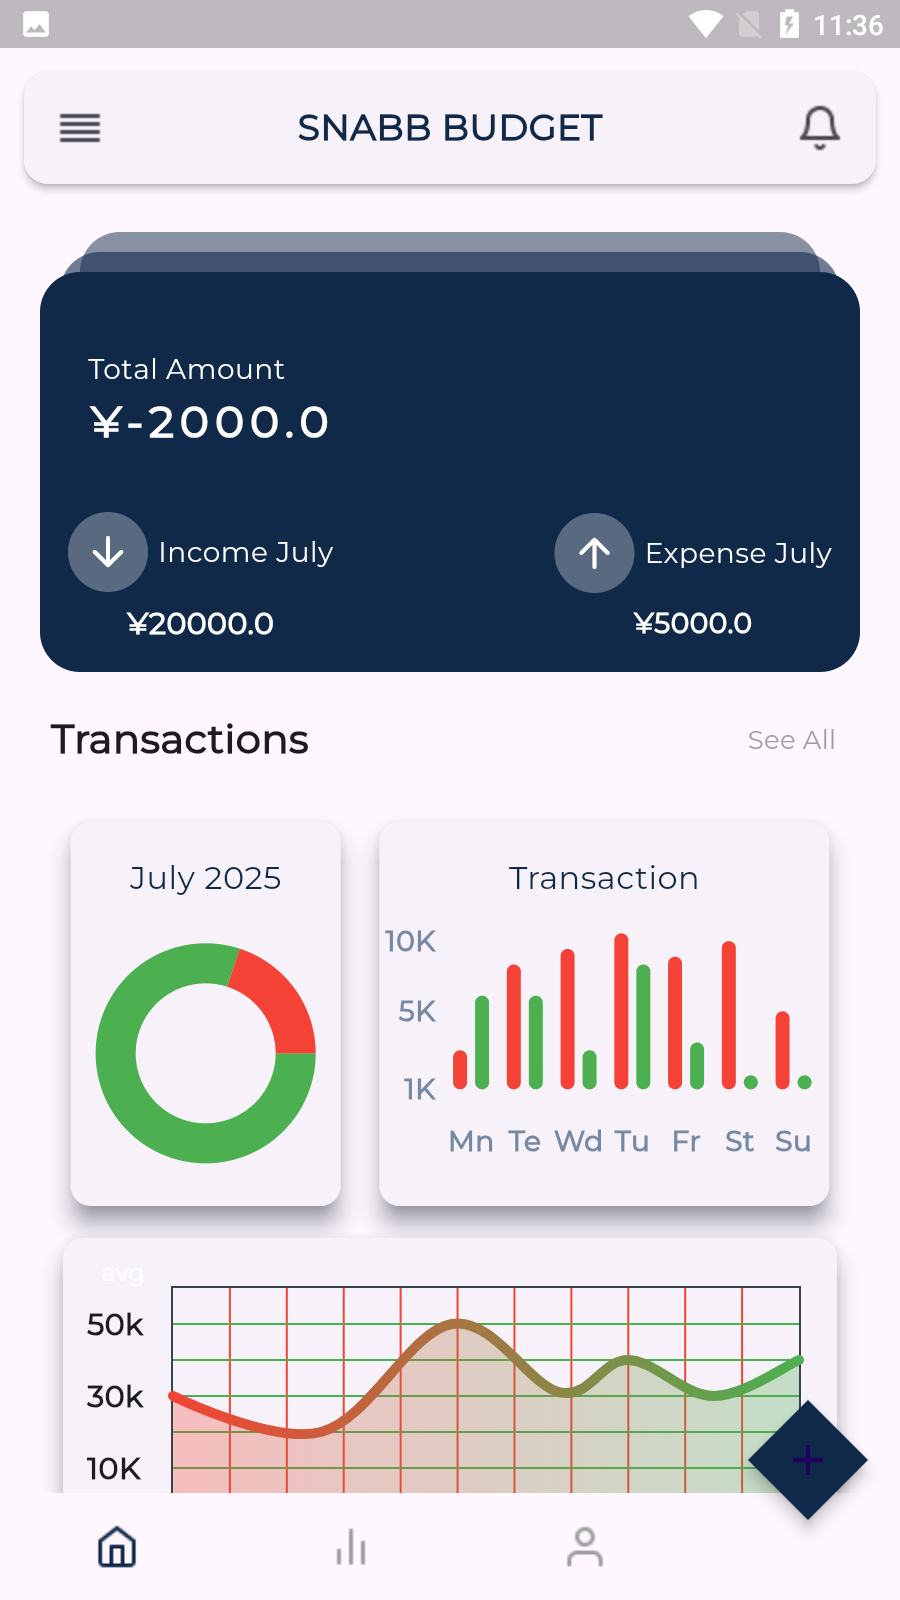 11:36
SNABB BUDGET
Total Amount
¥-2000.0
Income July
Expense July
¥20000.0
¥5000.0
Transactions
See All
July 2025
Transaction
10K
5K
1K
Mn Te Wd Tu Fr St Su
avg
50k
30k
10K